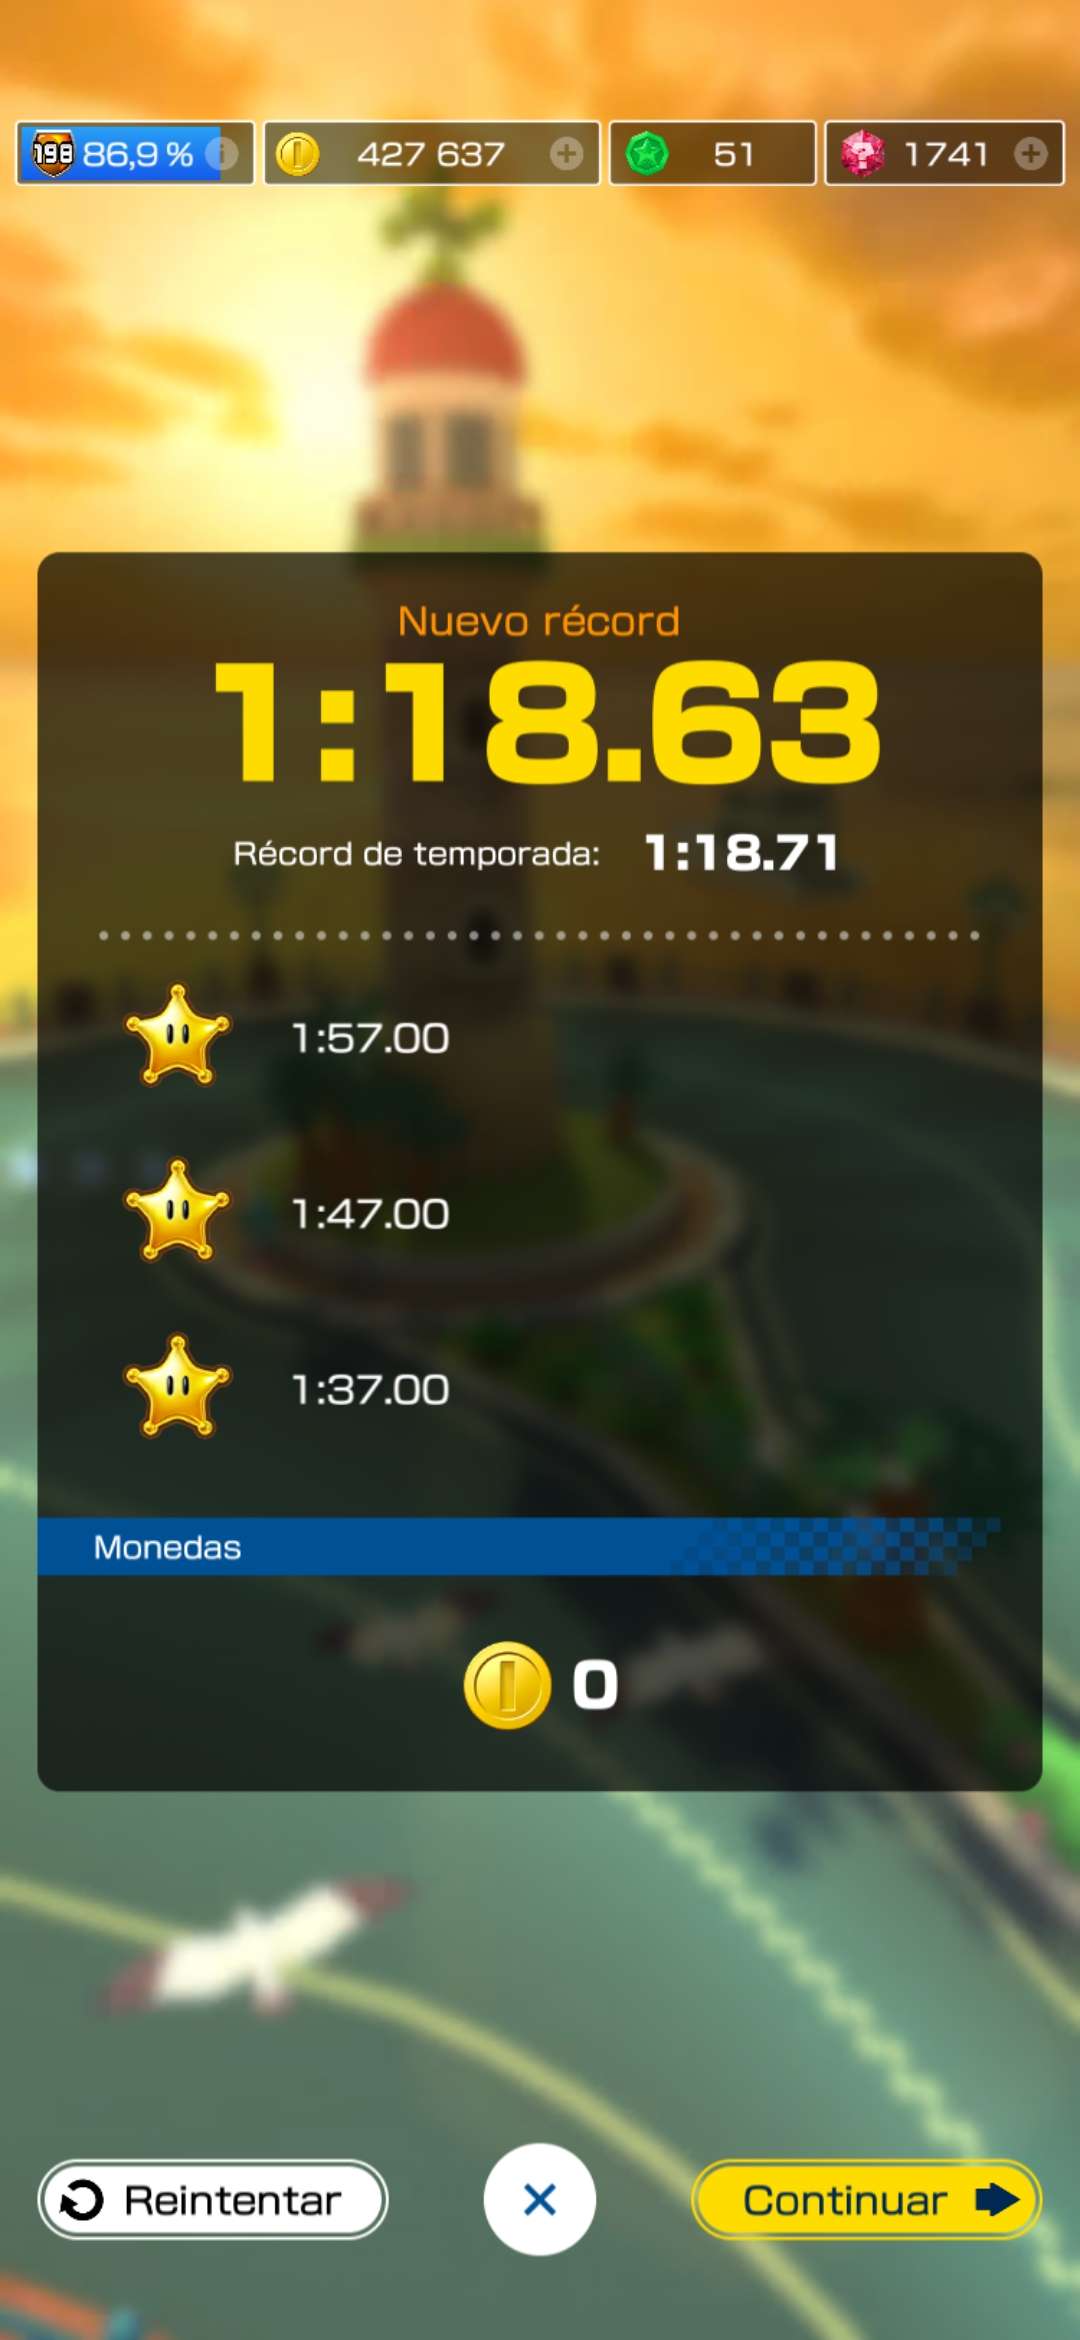 198 86,9 % 427 637 51 1741
Nuevo récord
1:18.63
Récord de temporada: 1:18.71
1:57.00
1:47.00
1:37.00
Monedas
0
Reintentar Continuar